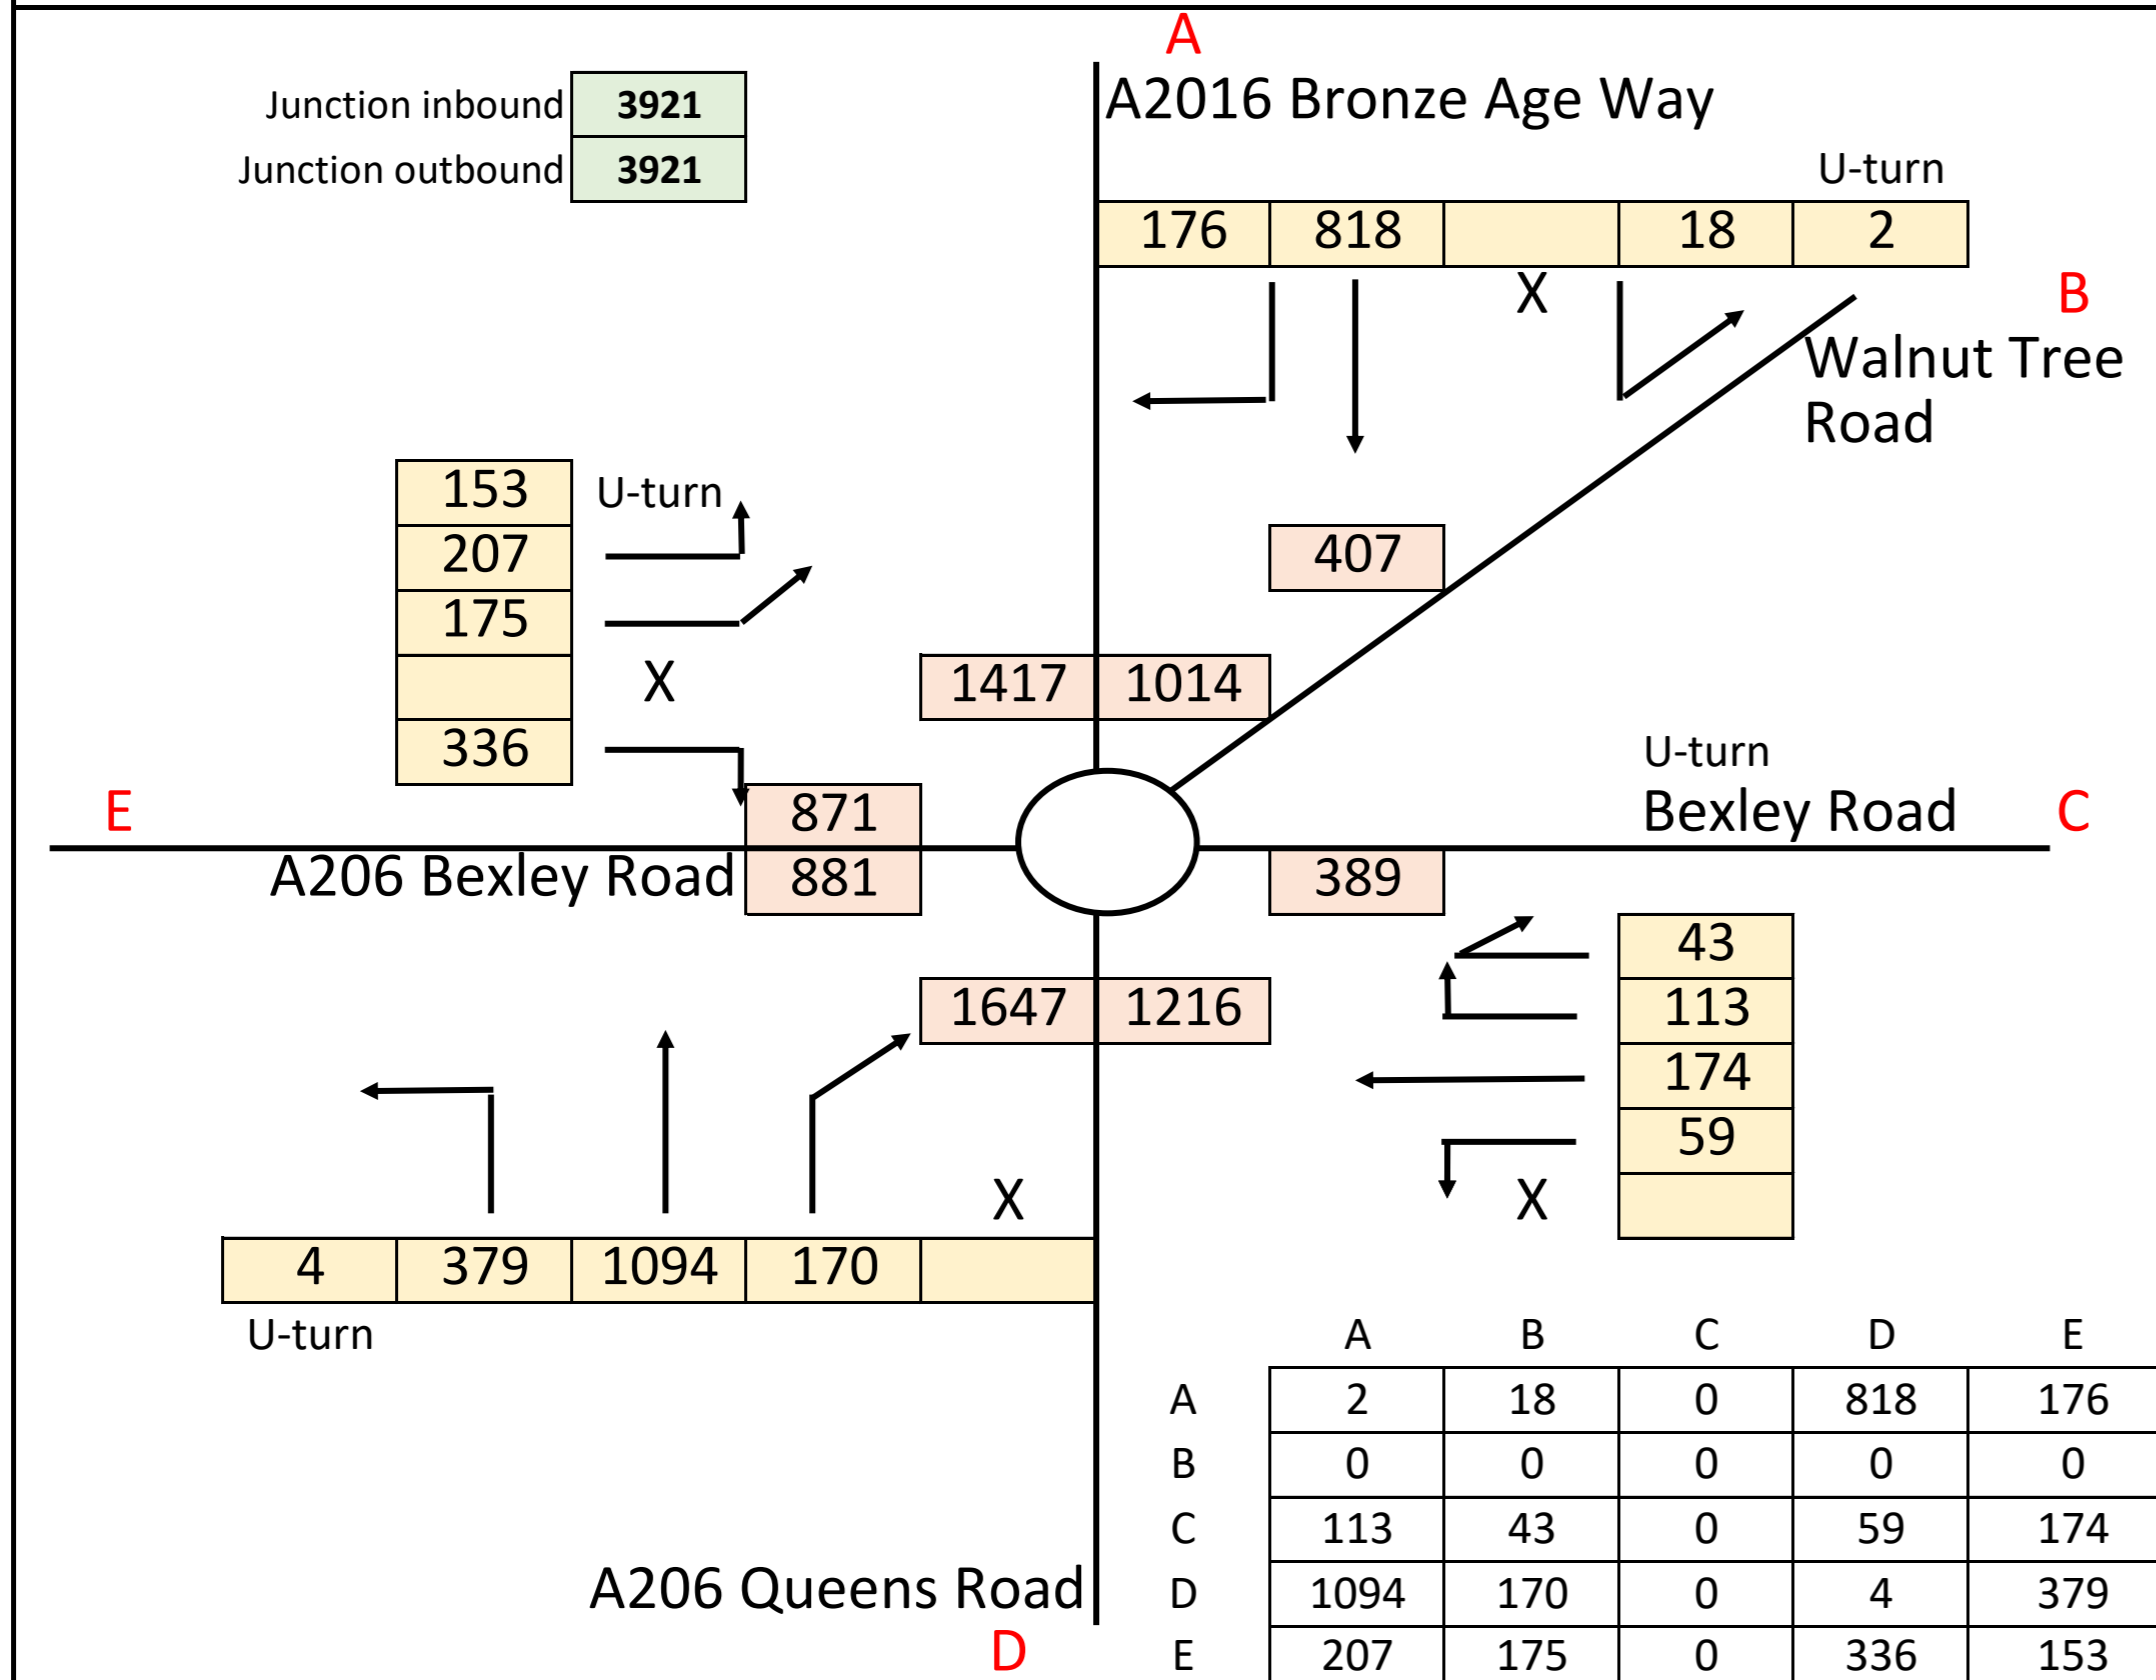 A
A2016 Bronze Age Way
Junction inbound 3921
Junction outbound 3921
U-turn
176 818 18 2
X
B
Walnut Tree
Road
153 U-turn
207
175
X
336
407
1417 1014
U-turn
Bexley Road
C
E
871
A206 Bexley Road 881
389
43
113
174
59
X
1647 1216
X
4 379 1094 170
U-turn
A B C D E
A 2 18 0 818 176
B 0 0 0 0 0
C 113 43 0 59 174
D 1094 170 0 4 379
E 207 175 0 336 153
A206 Queens Road
D